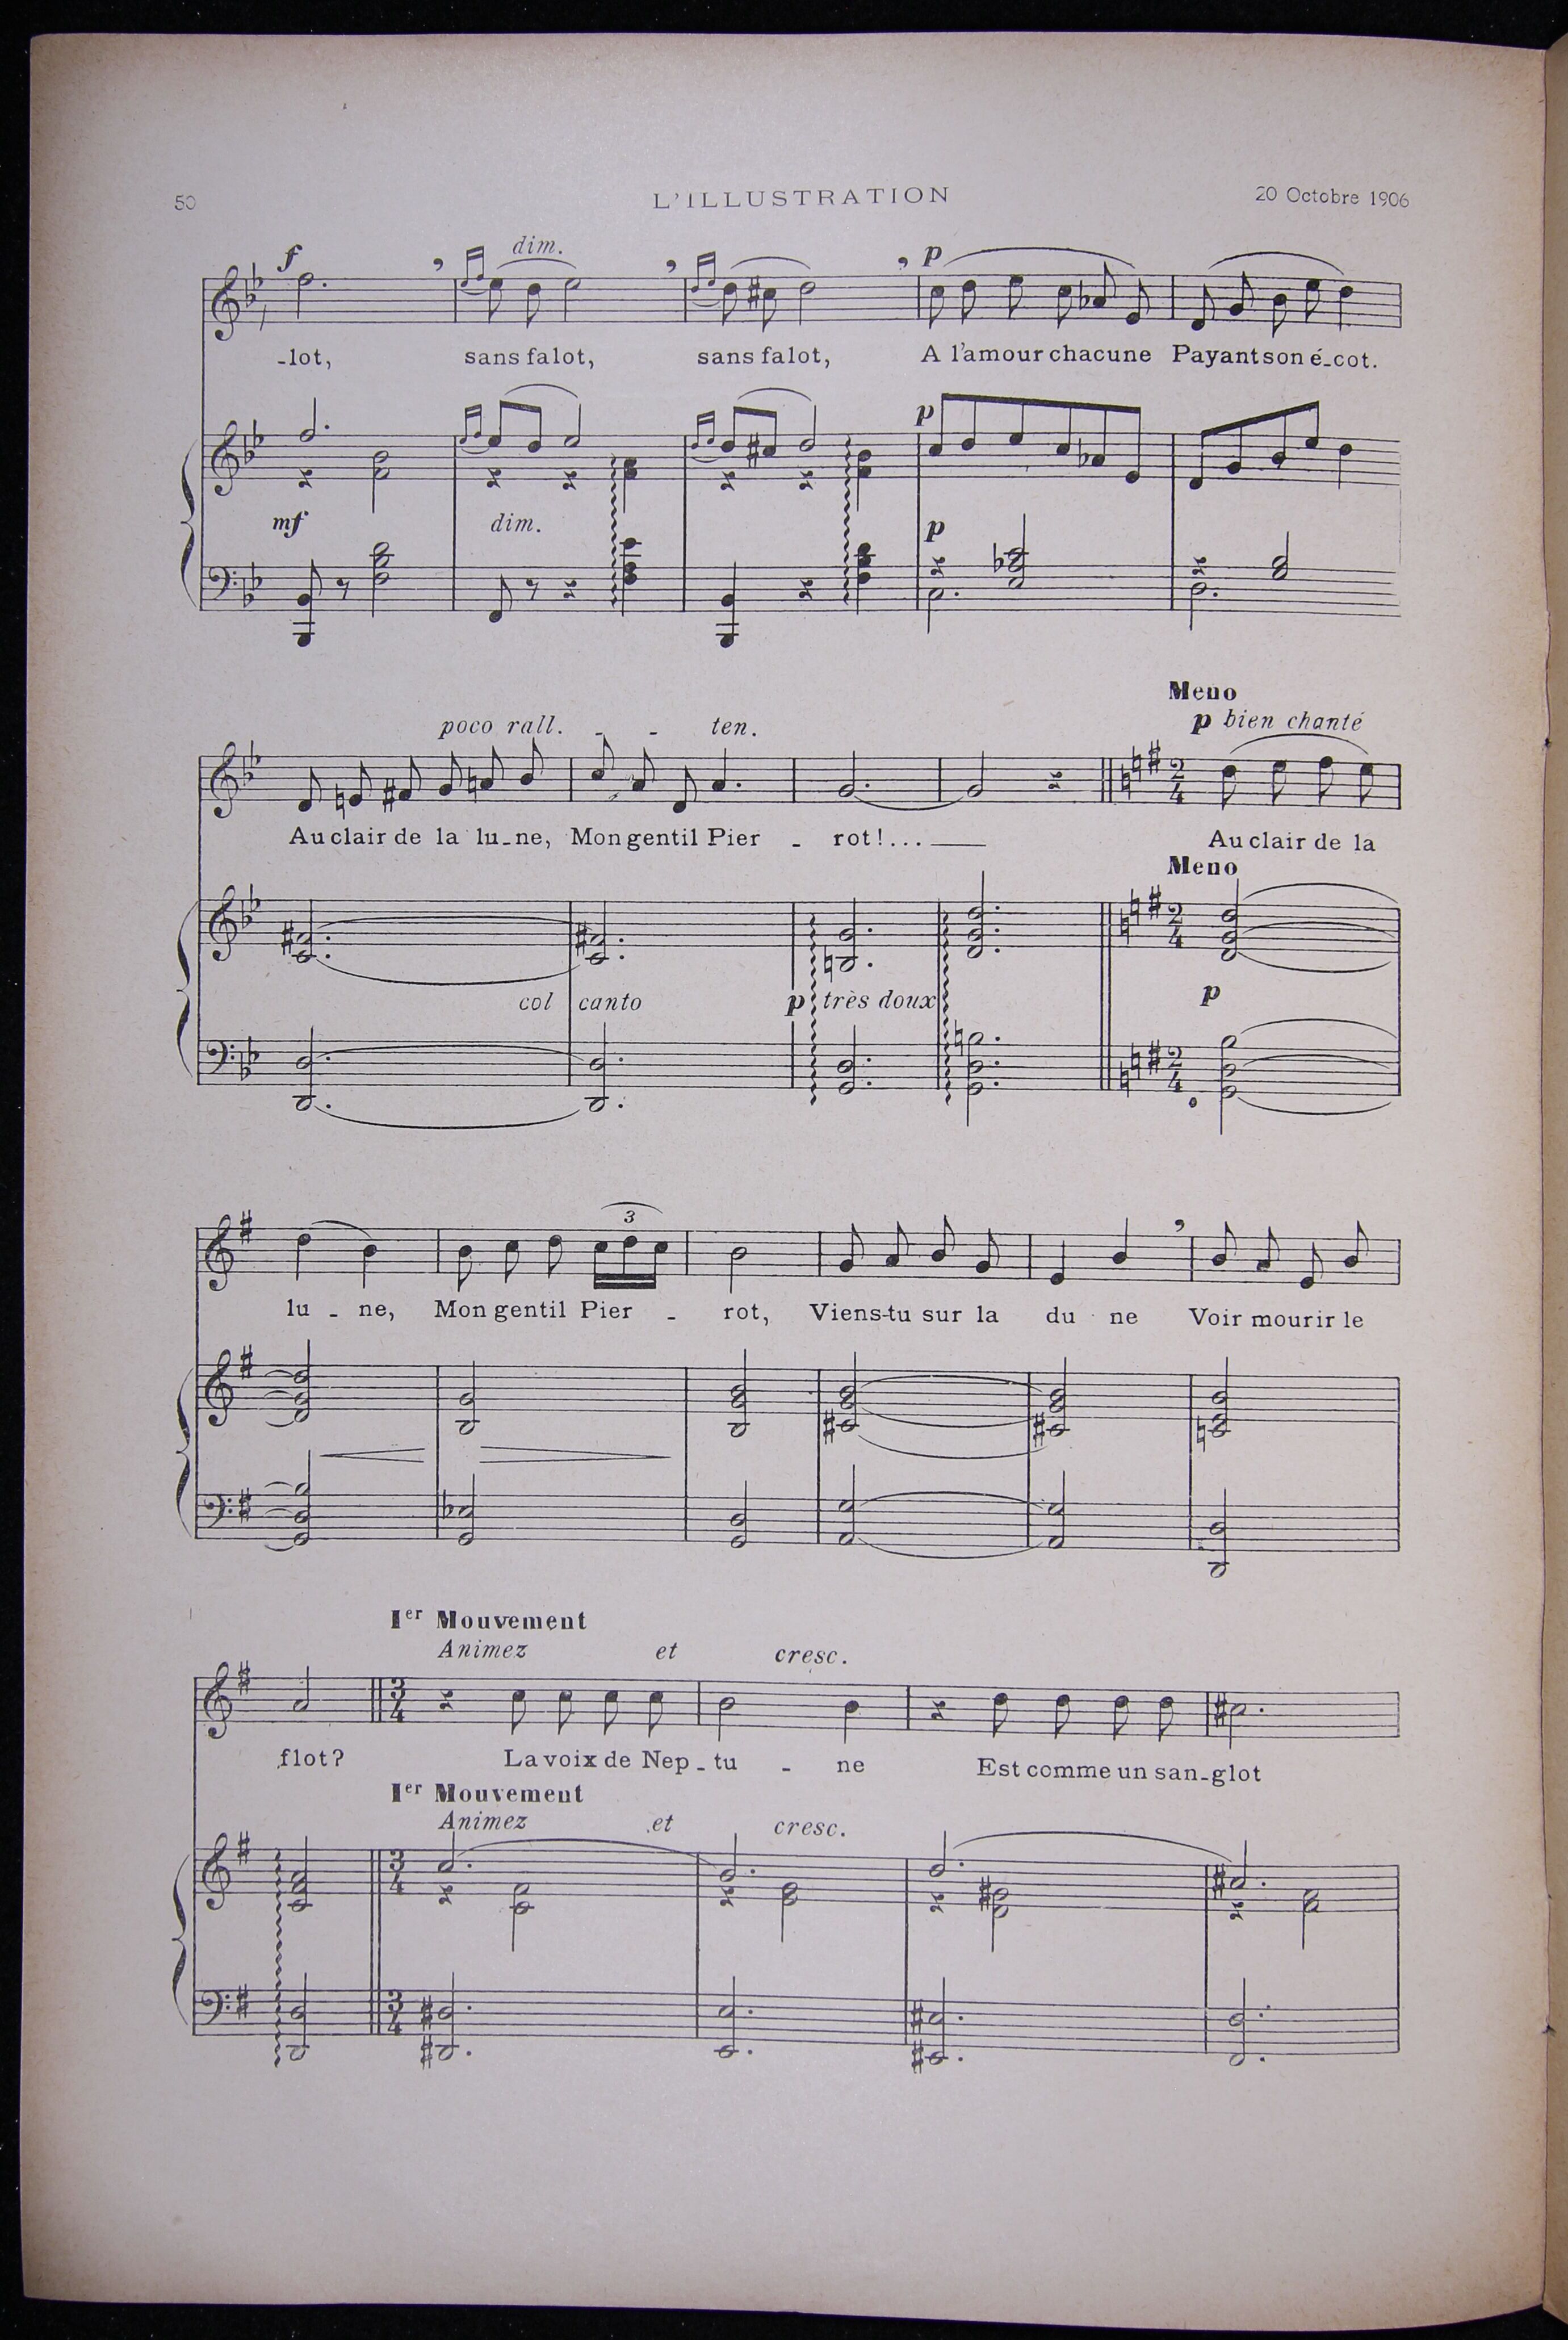 50 L'ILLUSTRATION 20 Octobre 1906
f dim. p
-lot, sans falot, sans falot, A l'amour chacune Payant son é-cot.
p
mf dim. p
Meno
poco rall. - - ten. p bien chanté
Au clair de la lu-ne, Mon gentil Pier - rot!... Au clair de la
Meno
col canto p très doux p
3
lu - ne, Mon gentil Pier - rot, Viens-tu sur la du ne Voir mourir le
Ier Mouvement
Animez et cresc.
flot? La voix de Nep - tu - ne Est comme un san-glot
Ier Mouvement
Animez et cresc.